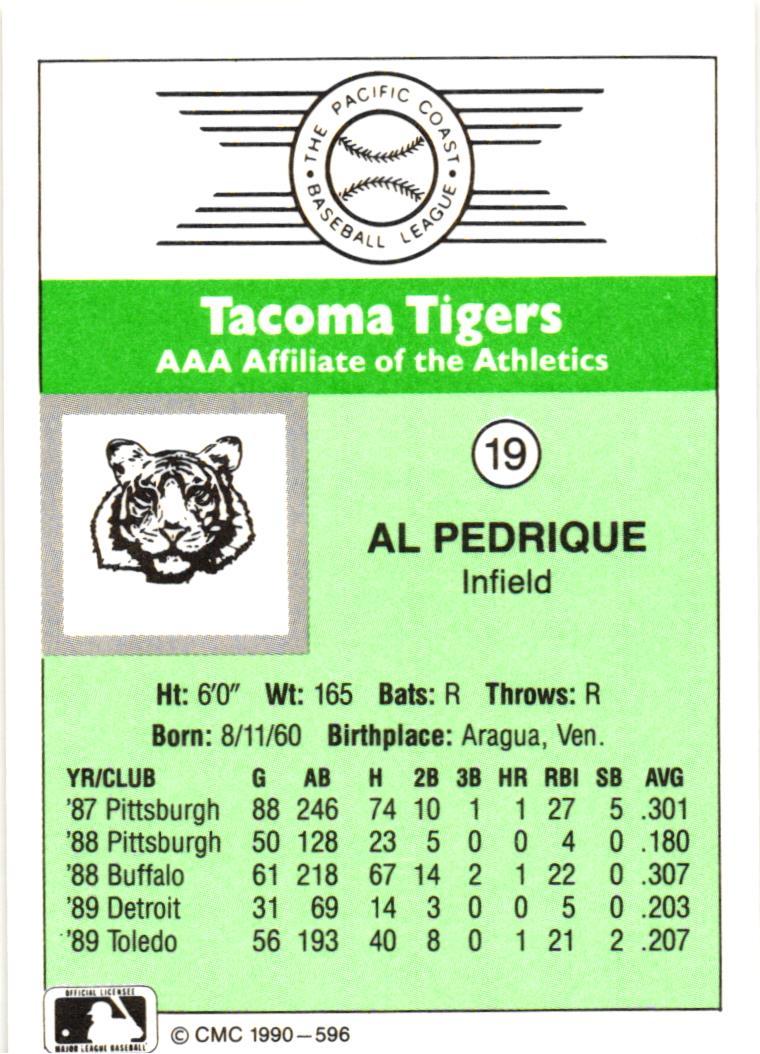 THE PACIFIC COAST
BASEBALL LEAGUE
Tacoma Tigers
AAA Affiliate of the Athletics
19
AL PEDRIQUE
Infield
Ht: 6'0" Wt: 165 Bats: R Throws: R
Born: 8/11/60 Birthplace: Aragua, Ven.
YR/CLUB G AB H 2B 3B HR RBI SB AVG
'87 Pittsburgh 88 246 74 10 1 1 27 5 .301
'88 Pittsburgh 50 128 23 5 0 0 4 0 .180
'88 Buffalo 61 218 67 14 2 1 22 0 .307
'89 Detroit 31 69 14 3 0 0 5 0 .203
'89 Toledo 56 193 40 8 0 1 21 2 .207
OFFICIAL LICENSEE
MAJOR LEAGUE BASEBALL
© CMC 1990–596